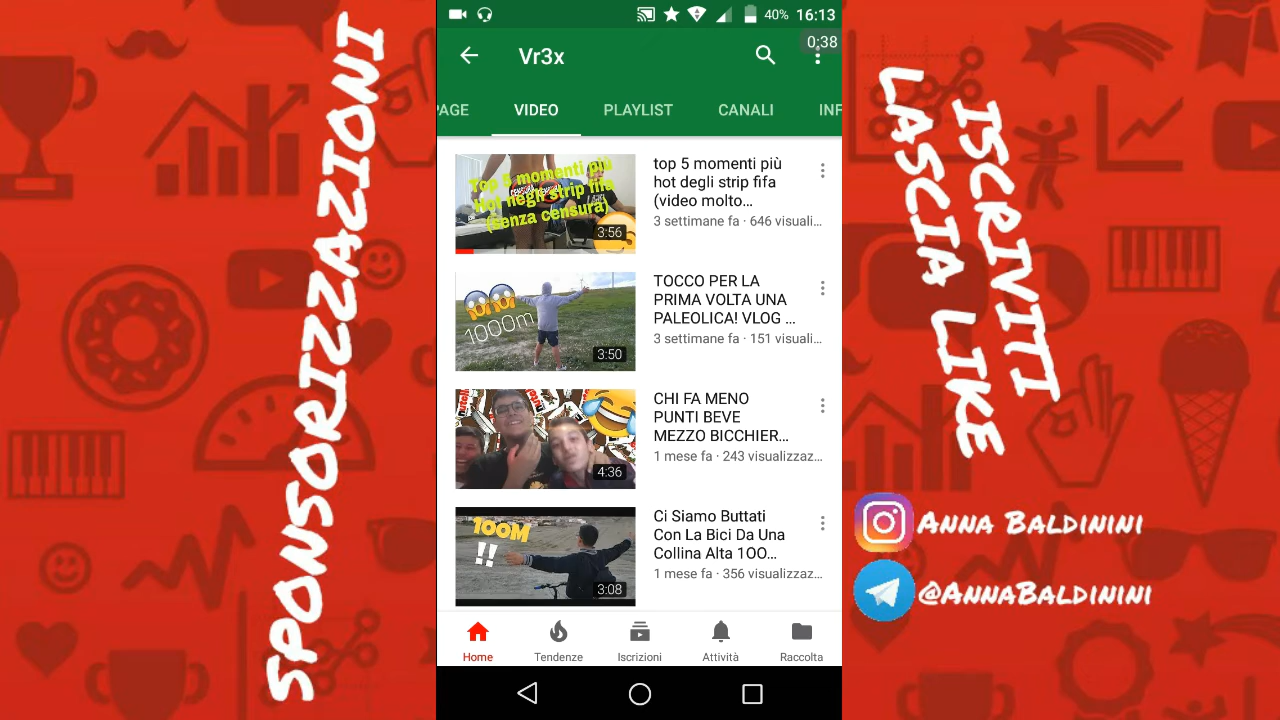 SPONSORIZZAZIONI
40% 16:13
0:38
Vr3x
PAGE VIDEO PLAYLIST CANALI INF
Top 5 momenti più
Hot negli strip fifa
(senza censura)
3:56
top 5 momenti più
hot degli strip fifa
(video molto...
3 settimane fa · 646 visuali...
1000m
3:50
TOCCO PER LA
PRIMA VOLTA UNA
PALEOLICA! VLOG ...
3 settimane fa · 151 visuali...
4:36
CHI FA MENO
PUNTI BEVE
MEZZO BICCHIER...
1 mese fa · 243 visualizzaz...
100M
!!
3:08
Ci Siamo Buttati
Con La Bici Da Una
Collina Alta 1OO...
1 mese fa · 356 visualizzaz...
Home Tendenze Iscrizioni Attività Raccolta
ISCRIVITI
LASCIA LIKE
ANNA BALDININI
@ANNABALDININI